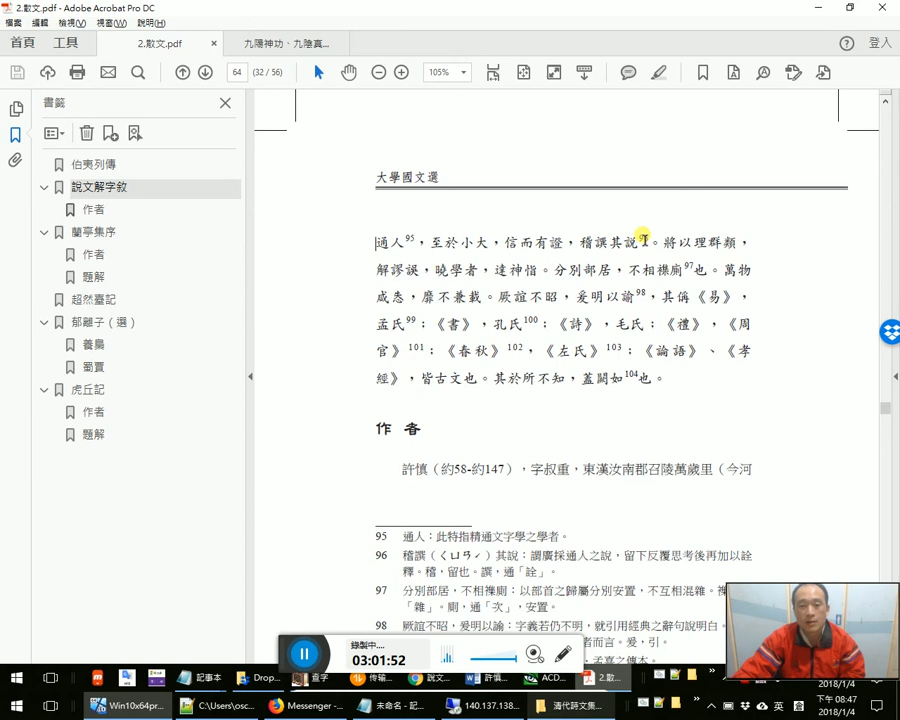 2.散文.pdf - Adobe Acrobat Pro DC
檔案 編輯 檢視(V) 視窗(W) 說明(H)
首頁 工具 2.散文.pdf × 九陽神功、九陰真... 登入
64 (32 / 56) 105%
書籤
伯夷列傳
說文解字敘
作者
蘭亭集序
作者
題解
超然臺記
郁離子（選）
養梟
蜀賈
虎丘記
作者
題解
大學國文選
通人95，至於小大，信而有證，稽譔其說。將以理群類，
解謬誤，曉學者，達神恉。分別部居，不相襍廁97也。萬物
咸悉，靡不兼載。厥誼不昭，爰明以諭98，其偁《易》，
孟氏99；《書》，孔氏100；《詩》，毛氏；《禮》，《周
官》101；《春秋》102，《左氏》103；《論語》、《孝
經》，皆古文也。其於所不知，蓋闕如104也。
作 者
許慎（約58-約147），字叔重，東漢汝南郡召陵萬歲里（今河
95 通人：此特指精通文字學之學者。
96 稽譔（ㄑㄩㄢˊ）其說：謂廣採通人之說，留下反覆思考後再加以詮
釋。稽，留也。譔，通「詮」。
97 分別部居，不相襍廁：以部首之歸屬分別安置，不互相混雜。
「雜」。廁，通「次」，安置。
98 厥誼不昭，爰明以諭：字義若仍不明，就引用經典之辭句說明白。
者而言。爰，引。
孟喜之傳本。
錄製中....
03:01:52
記事本 Drop... 查字 传输... 說文... 許慎... ACD... 2.散... 2018/1/4
Win10x64pr... C:\Users\osc... Messenger - ... 未命名 - 記... 140.137.138... 清代詩文集... 英 下午 08:47
2018/1/4